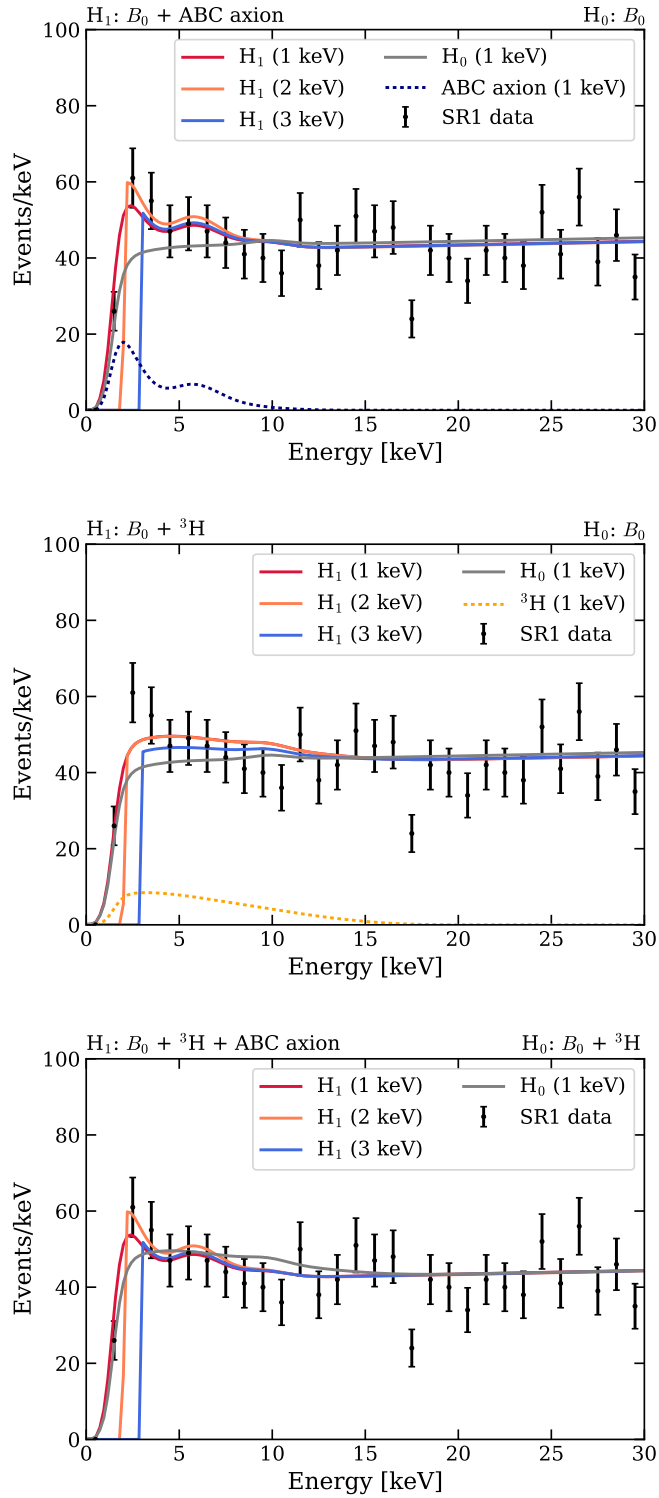 H₁: B₀ + ABC axion H₀: B₀
100
80
60
40
20
0
Events/keV
H₁ (1 keV) H₀ (1 keV)
H₁ (2 keV) ABC axion (1 keV)
H₁ (3 keV) SR1 data
0 5 10 15 20 25 30
Energy [keV]
H₁: B₀ + ³H H₀: B₀
100
80
60
40
20
0
Events/keV
H₁ (1 keV) H₀ (1 keV)
H₁ (2 keV) ³H (1 keV)
H₁ (3 keV) SR1 data
0 5 10 15 20 25 30
Energy [keV]
H₁: B₀ + ³H + ABC axion H₀: B₀ + ³H
100
80
60
40
20
0
Events/keV
H₁ (1 keV) H₀ (1 keV)
H₁ (2 keV) SR1 data
H₁ (3 keV)
0 5 10 15 20 25 30
Energy [keV]